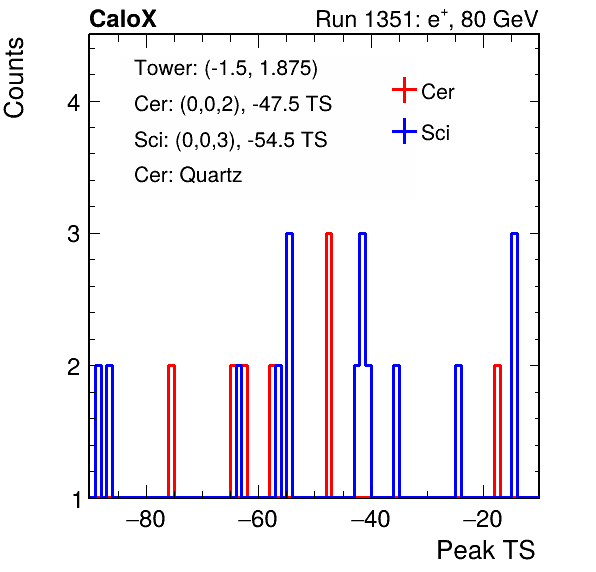 CaloX Run 1351: e+, 80 GeV
Counts
Tower: (-1.5, 1.875)
Cer: (0,0,2), -47.5 TS
Sci: (0,0,3), -54.5 TS
Cer: Quartz
Cer
Sci
4
3
2
1
−80 −60 −40 −20
Peak TS